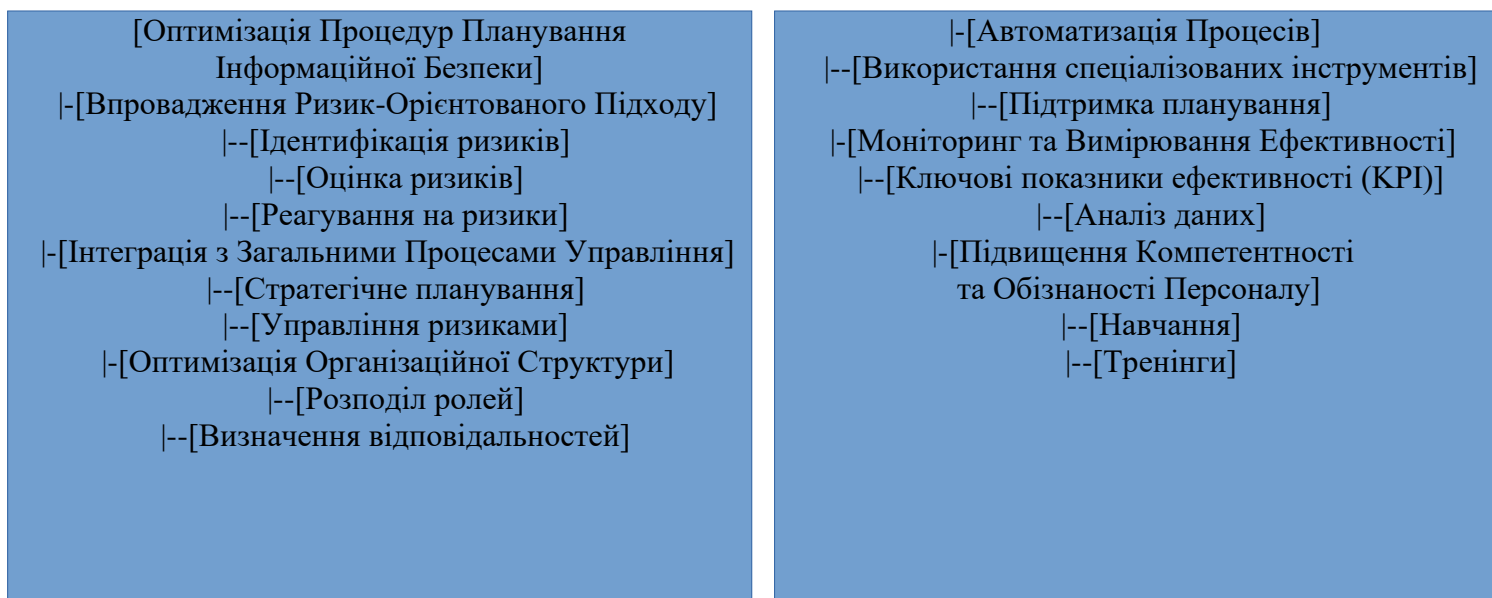 [Оптимізація Процедур Планування
Інформаційної Безпеки]
|-[Впровадження Ризик-Орієнтованого Підходу]
|--[Ідентифікація ризиків]
|--[Оцінка ризиків]
|--[Реагування на ризики]
|-[Інтеграція з Загальними Процесами Управління]
|--[Стратегічне планування]
|--[Управління ризиками]
|-[Оптимізація Організаційної Структури]
|--[Розподіл ролей]
|--[Визначення відповідальностей]
|-[Автоматизація Процесів]
|--[Використання спеціалізованих інструментів]
|--[Підтримка планування]
|-[Моніторинг та Вимірювання Ефективності]
|--[Ключові показники ефективності (KPI)]
|--[Аналіз даних]
|-[Підвищення Компетентності
та Обізнаності Персоналу]
|--[Навчання]
|--[Тренінги]